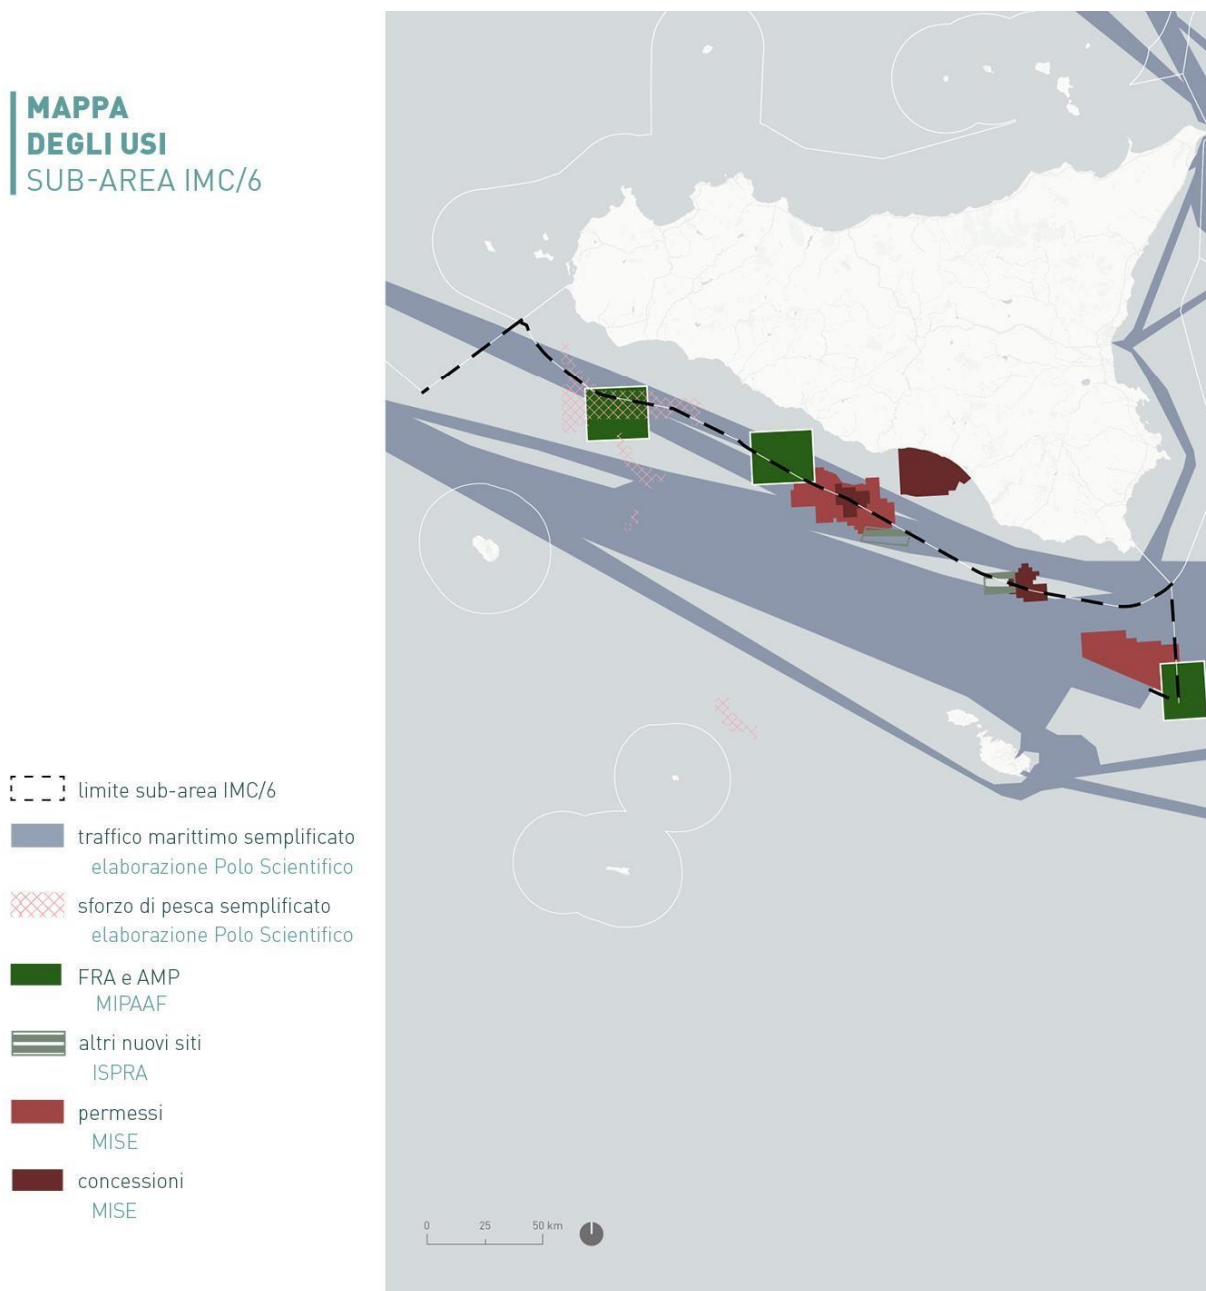 MAPPA
DEGLI USI
SUB-AREA IMC/6
limite sub-area IMC/6
traffico marittimo semplificato
elaborazione Polo Scientifico
sforzo di pesca semplificato
elaborazione Polo Scientifico
FRA e AMP
MIPAAF
altri nuovi siti
ISPRA
permessi
MISE
concessioni
MISE
0 25 50 km